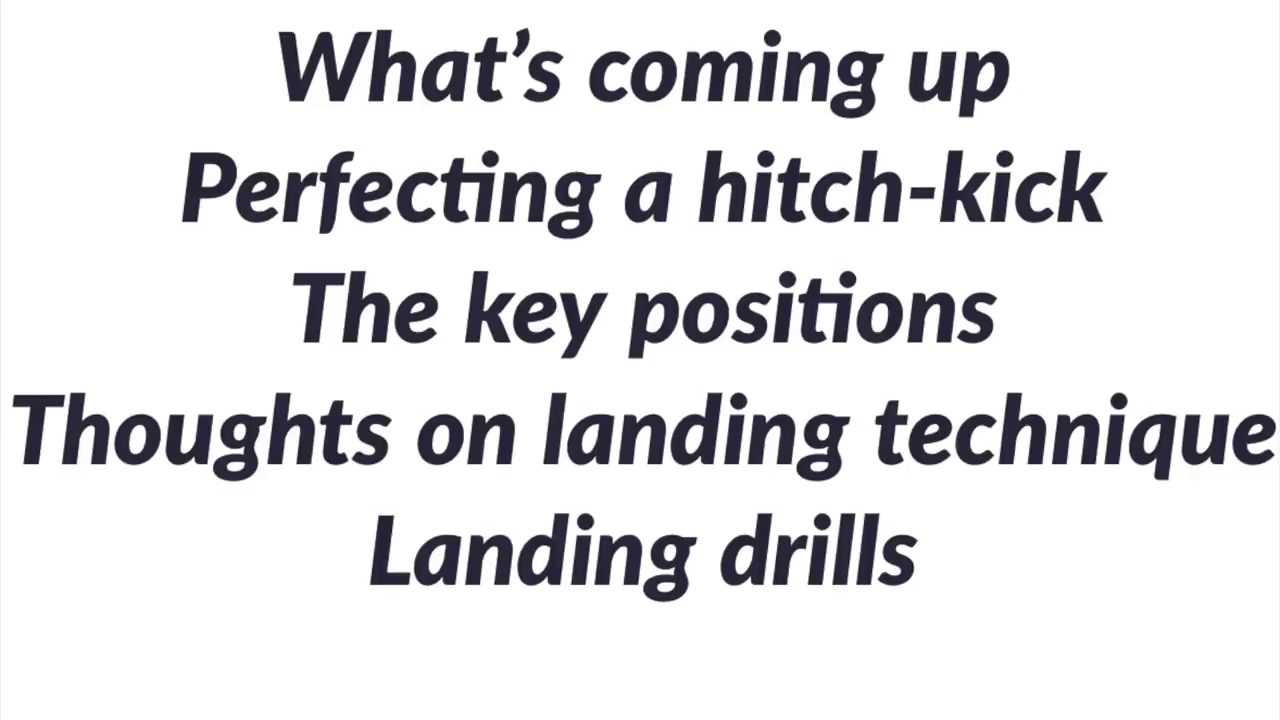 What’s coming up
Perfecting a hitch-kick
The key positions
Thoughts on landing technique
Landing drills